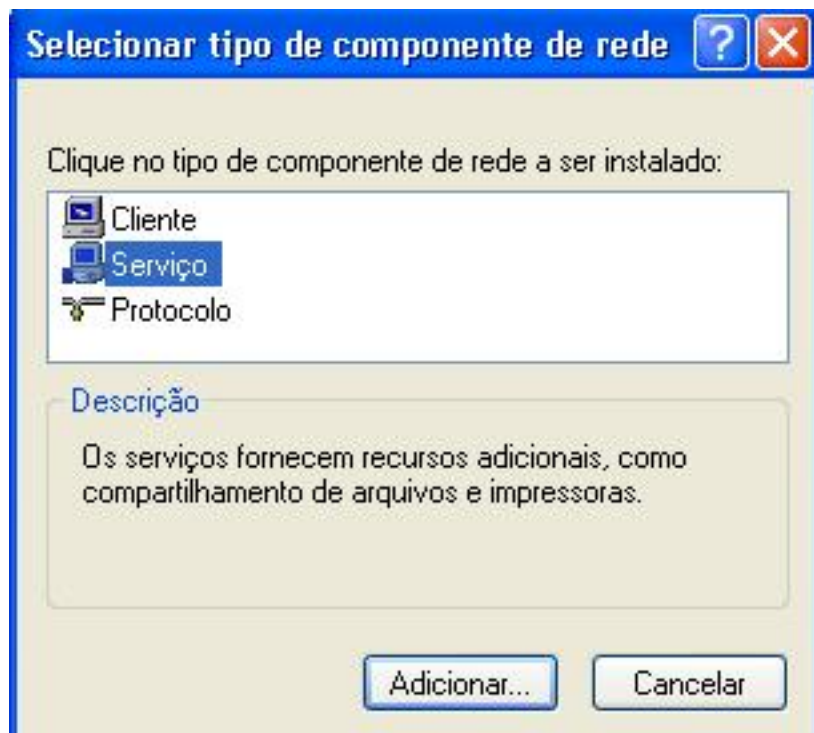 Selecionar tipo de componente de rede
Clique no tipo de componente de rede a ser instalado:
Cliente
Serviço
Protocolo
Descrição
Os serviços fornecem recursos adicionais, como
compartilhamento de arquivos e impressoras.
Adicionar... Cancelar